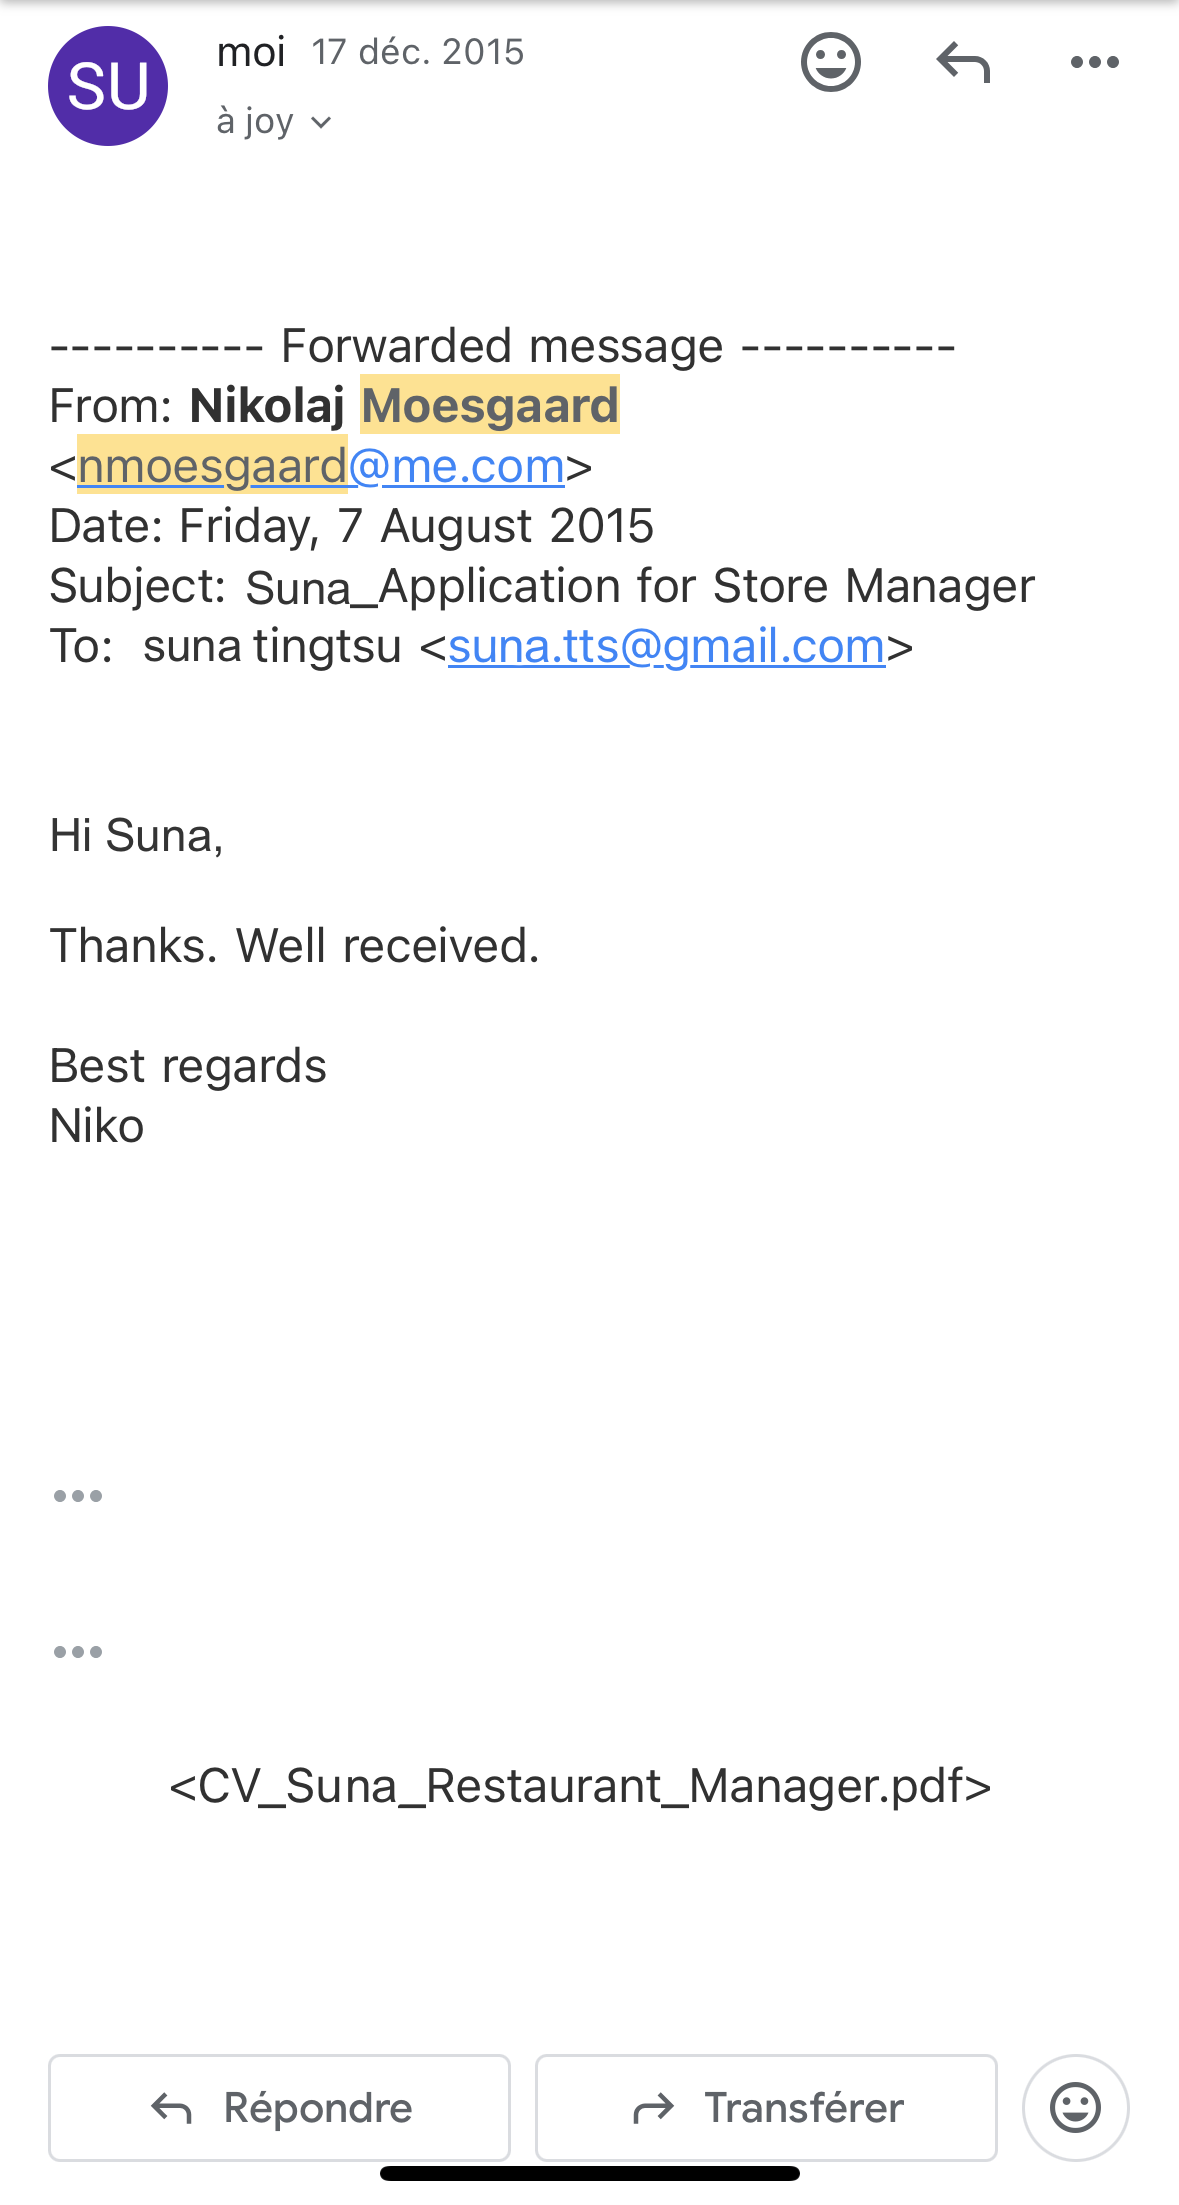 SU
moi 17 déc. 2015
à joy
---------- Forwarded message ----------
From: Nikolaj Moesgaard
<nmoesgaard@me.com>
Date: Friday, 7 August 2015
Subject: Suna_Application for Store Manager
To: suna tingtsu <suna.tts@gmail.com>
Hi Suna,
Thanks. Well received.
Best regards
Niko
<CV_Suna_Restaurant_Manager.pdf>
Répondre
Transférer